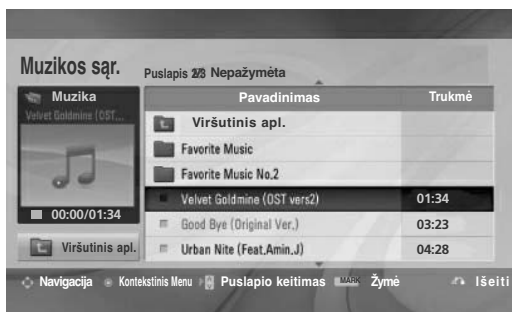 Muzikos sąr.
Puslapis 2/3 Nepažymėta
Muzika
Velvet Goldmine (OST...
00:00/01:34
Viršutinis apl.
Pavadinimas Trukmė
Viršutinis apl.
Favorite Music
Favorite Music No.2
Velvet Goldmine (OST vers2) 01:34
Good Bye (Original Ver.) 03:23
Urban Nite (Feat.Amin.J) 04:28
Navigacija Kontekstinis Menu Puslapio keitimas MARK Žymė Išeiti